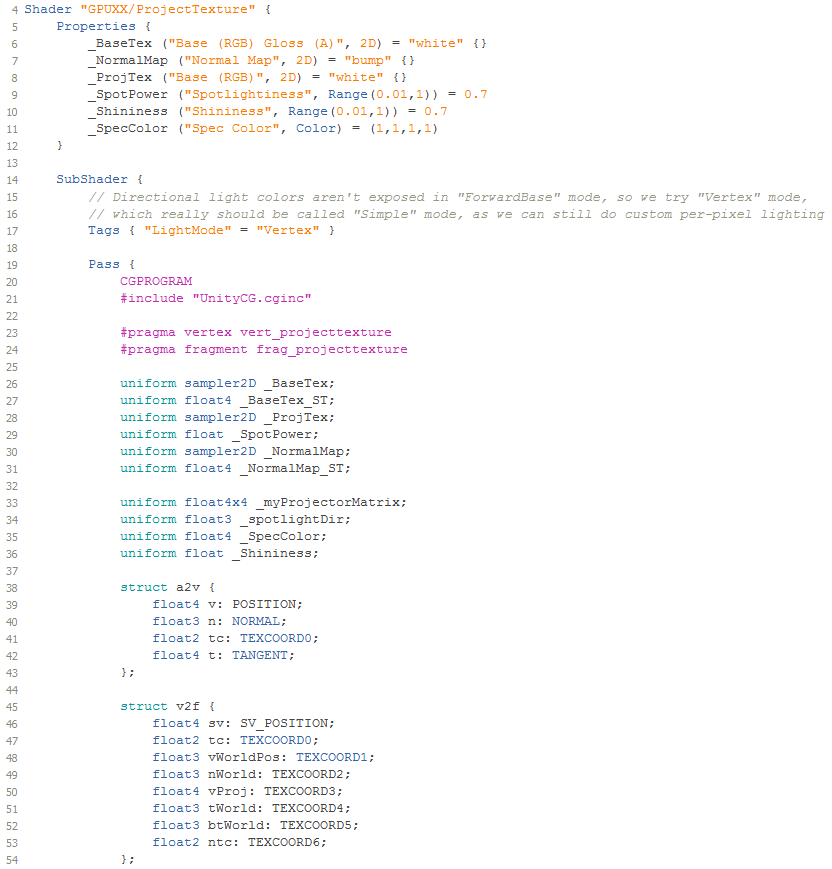 4 Shader "GPUXX/ProjectTexture" {
5     Properties {
6         _BaseTex ("Base (RGB) Gloss (A)", 2D) = "white" {}
7         _NormalMap ("Normal Map", 2D) = "bump" {}
8         _ProjTex ("Base (RGB)", 2D) = "white" {}
9         _SpotPower ("Spotlightiness", Range(0.01,1)) = 0.7
10         _Shininess ("Shininess", Range(0.01,1)) = 0.7
11         _SpecColor ("Spec Color", Color) = (1,1,1,1)
12     }
13
14     SubShader {
15         // Directional light colors aren't exposed in "ForwardBase" mode, so we try "Vertex" mode,
16         // which really should be called "Simple" mode, as we can still do custom per-pixel lighting
17         Tags { "LightMode" = "Vertex" }
18
19         Pass {
20             CGPROGRAM
21             #include "UnityCG.cginc"
22
23             #pragma vertex vert_projecttexture
24             #pragma fragment frag_projecttexture
25
26             uniform sampler2D _BaseTex;
27             uniform float4 _BaseTex_ST;
28             uniform sampler2D _ProjTex;
29             uniform float _SpotPower;
30             uniform sampler2D _NormalMap;
31             uniform float4 _NormalMap_ST;
32
33             uniform float4x4 _myProjectorMatrix;
34             uniform float3 _spotlightDir;
35             uniform float4 _SpecColor;
36             uniform float _Shininess;
37
38             struct a2v {
39                 float4 v: POSITION;
40                 float3 n: NORMAL;
41                 float2 tc: TEXCOORD0;
42                 float4 t: TANGENT;
43             };
44
45             struct v2f {
46                 float4 sv: SV_POSITION;
47                 float2 tc: TEXCOORD0;
48                 float3 vWorldPos: TEXCOORD1;
49                 float3 nWorld: TEXCOORD2;
50                 float4 vProj: TEXCOORD3;
51                 float3 tWorld: TEXCOORD4;
52                 float3 btWorld: TEXCOORD5;
53                 float2 ntc: TEXCOORD6;
54             };